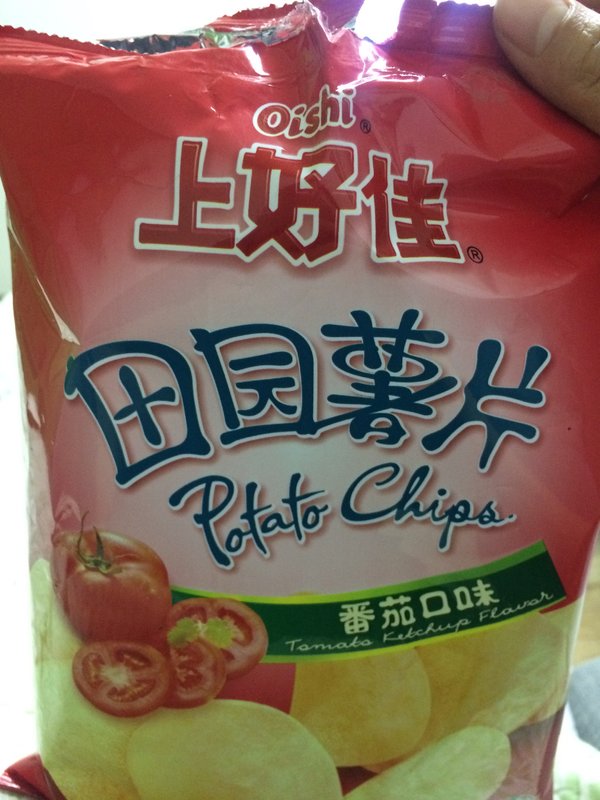 Oishi®
上好佳®
田园薯片
Potato Chips.
番茄口味
Tomato Ketchup Flavor